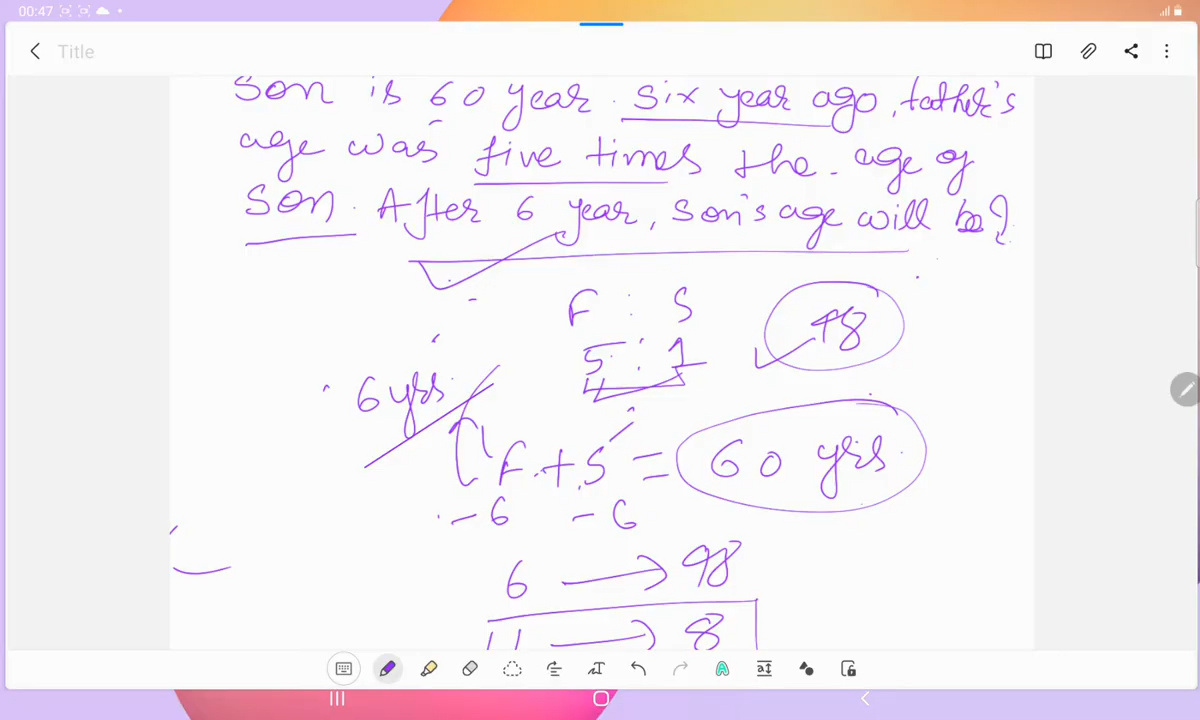 00:47
Title
Son is 60 year. Six year ago, father's
age was five times the age of
Son. After 6 year, Son's age will be?
F : S
5 : 1
48
6 yrs
F + S = 60 yrs
- 6 - 6
6 → 48
11 → 8